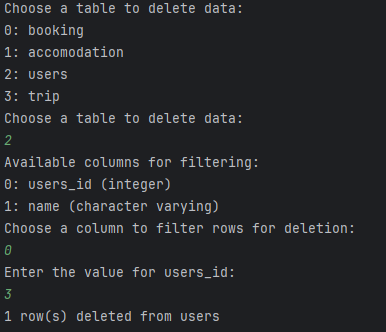 Choose a table to delete data:
0: booking
1: accomodation
2: users
3: trip
Choose a table to delete data:
2
Available columns for filtering:
0: users_id (integer)
1: name (character varying)
Choose a column to filter rows for deletion:
0
Enter the value for users_id:
3
1 row(s) deleted from users